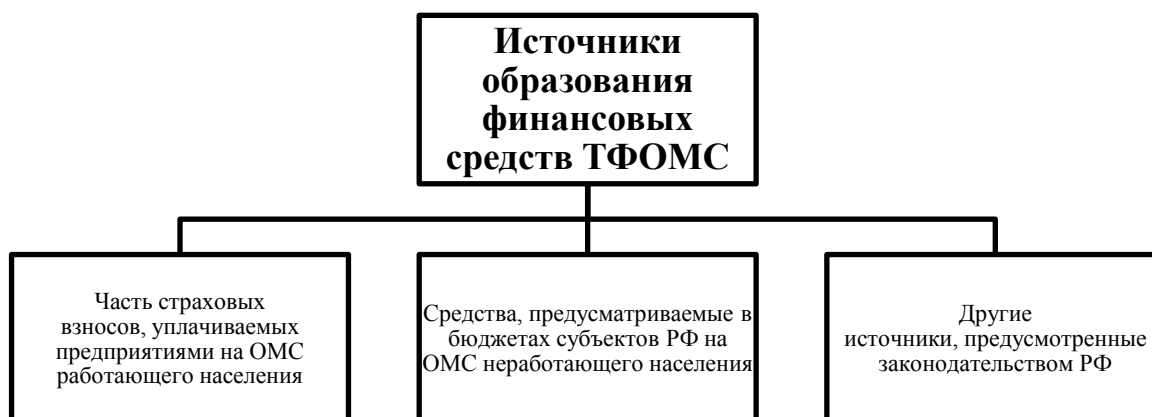 Источники
образования
финансовых
средств ТФОМС
Часть страховых
взносов, уплачиваемых
предприятиями на ОМС
работающего населения
Средства, предусматриваемые в
бюджетах субъектов РФ на
ОМС неработающего населения
Другие
источники, предусмотренные
законодательством РФ